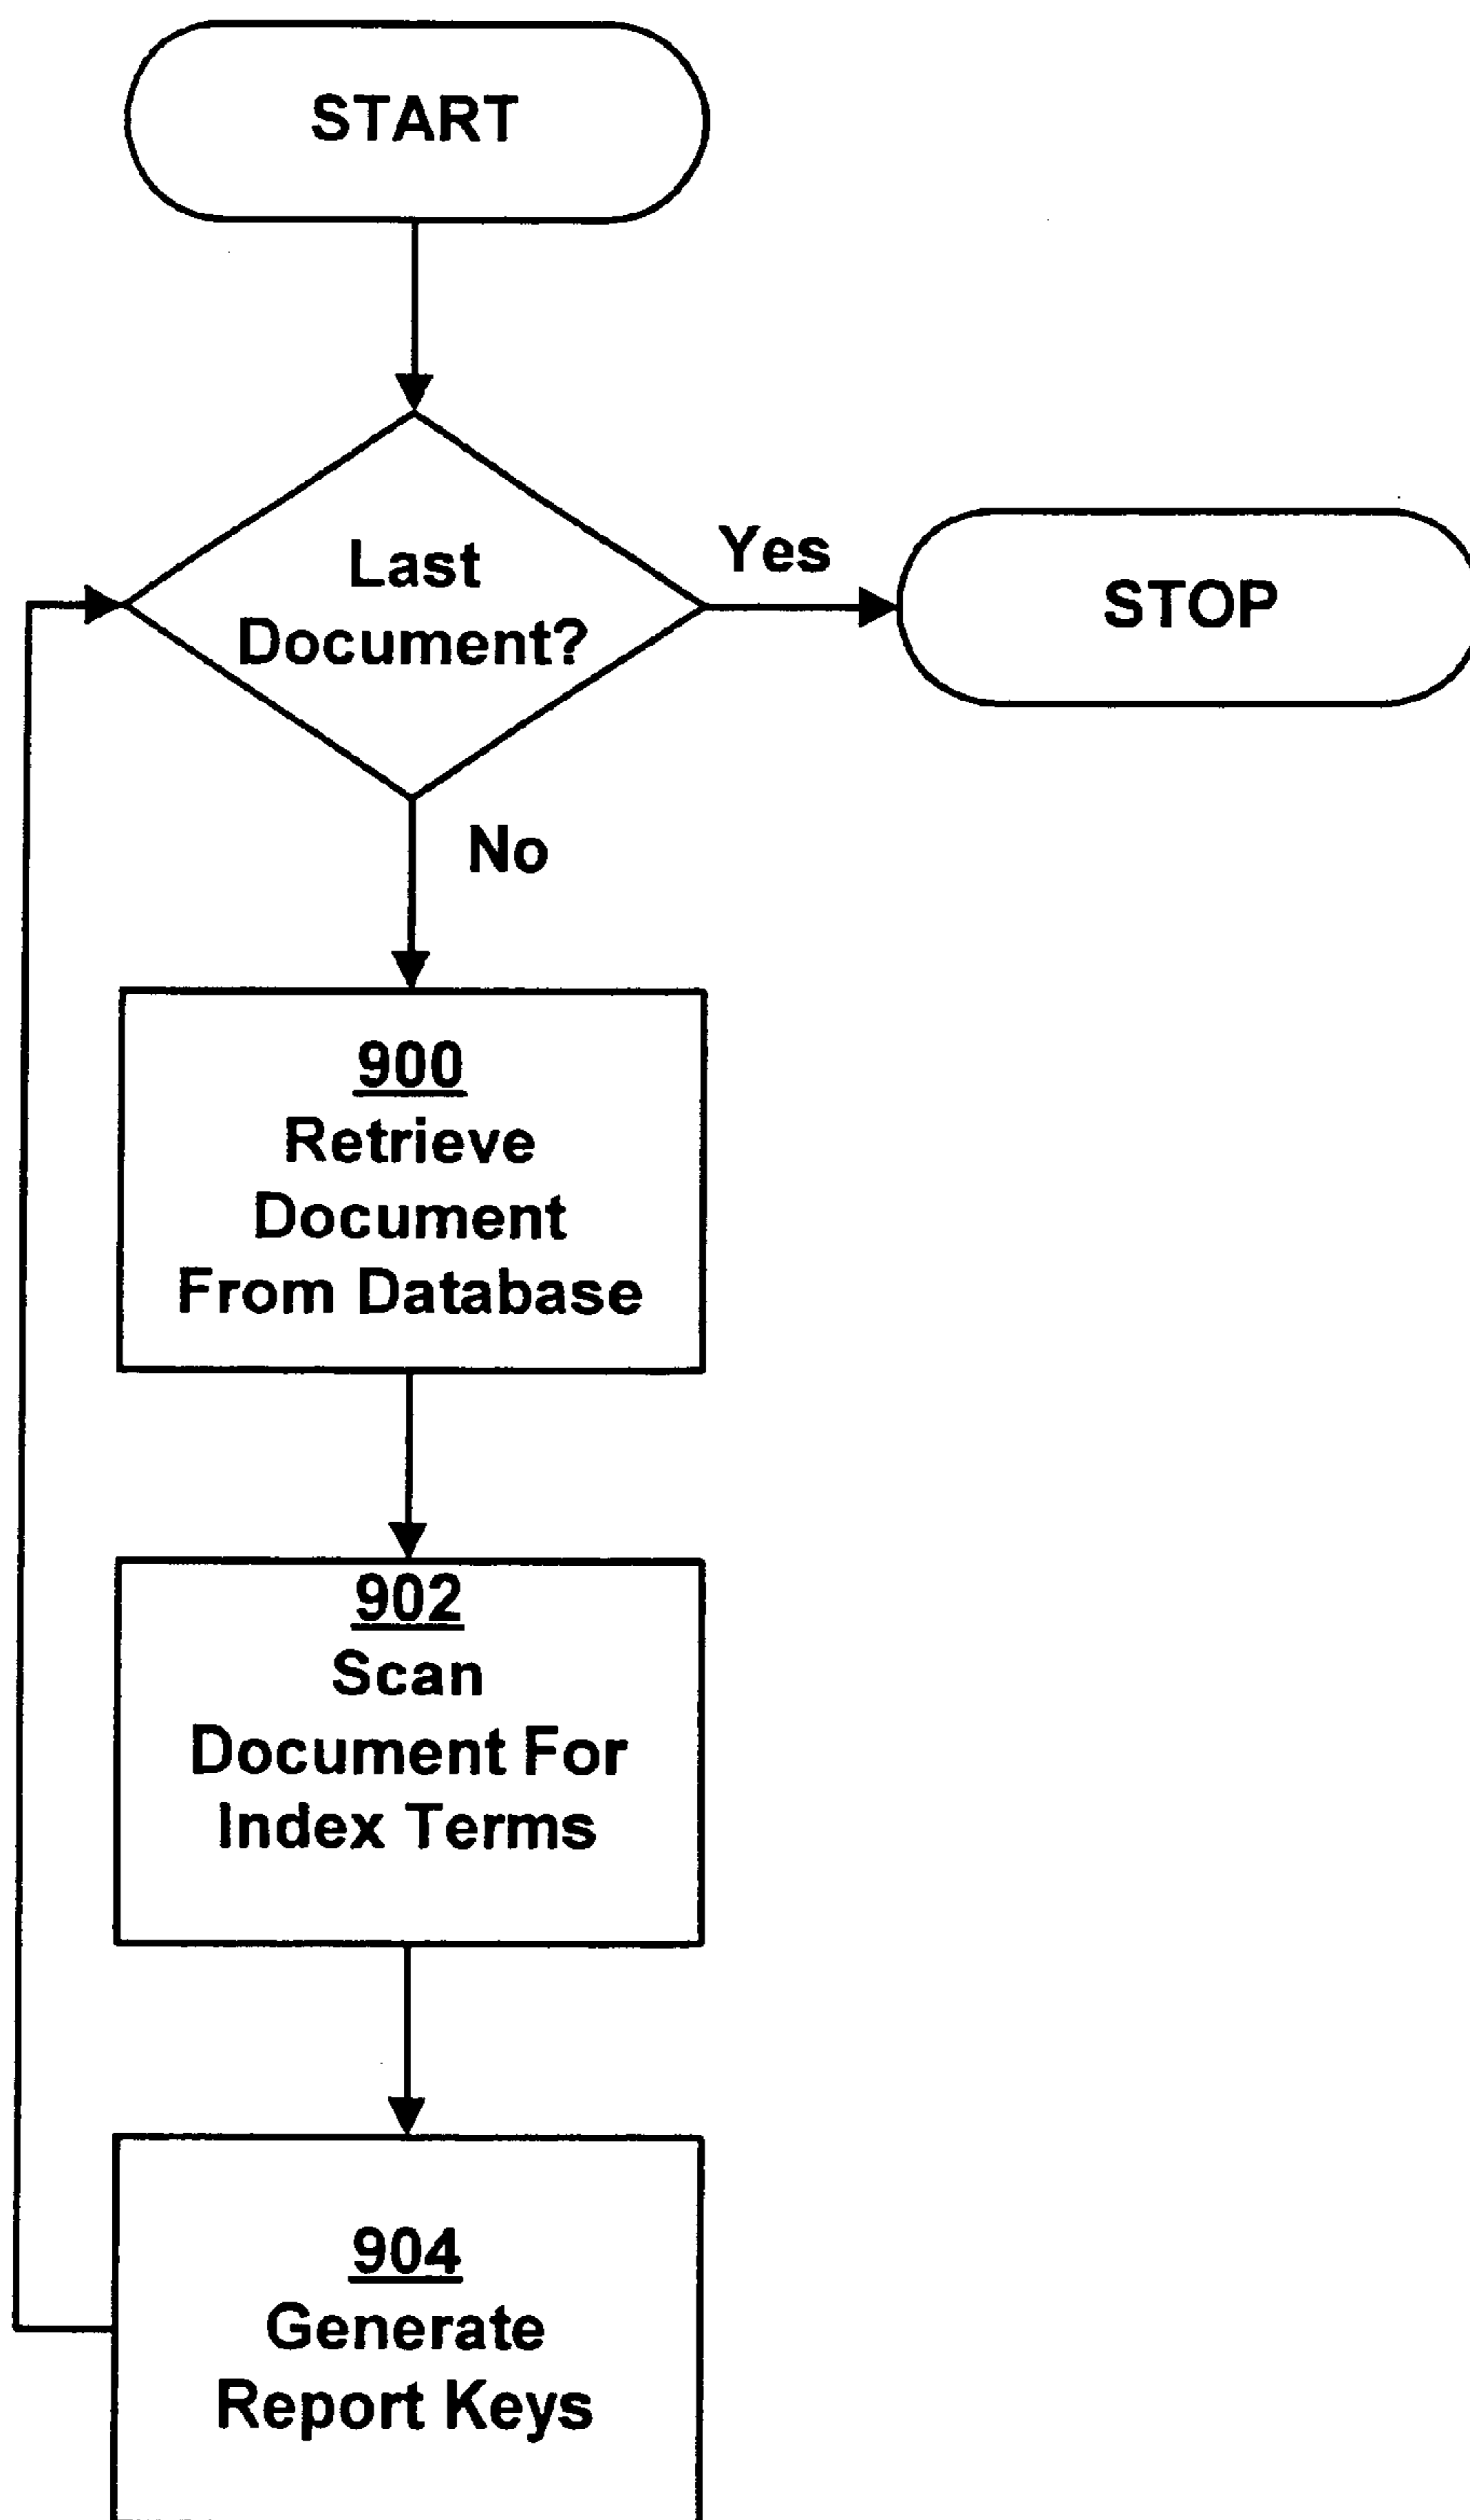 START
Last
Document?
Yes
STOP
No
900
Retrieve
Document
From Database
902
Scan
Document For
Index Terms
904
Generate
Report Keys